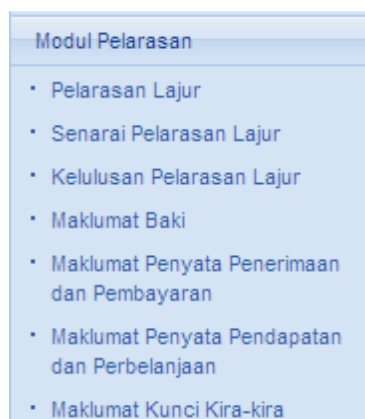 Modul Pelarasan
Pelarasan Lajur
Senarai Pelarasan Lajur
Kelulusan Pelarasan Lajur
Maklumat Baki
Maklumat Penyata Penerimaan
dan Pembayaran
Maklumat Penyata Pendapatan
dan Perbelanjaan
Maklumat Kunci Kira-kira